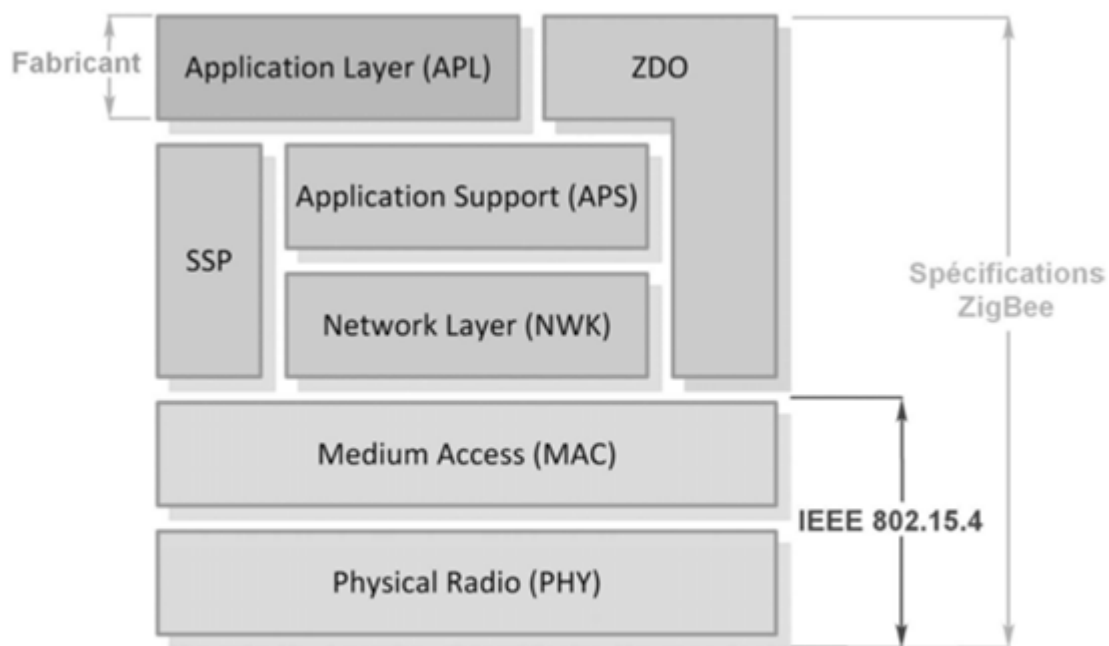 Fabricant
Application Layer (APL)
ZDO
Application Support (APS)
SSP
Network Layer (NWK)
Spécifications
ZigBee
Medium Access (MAC)
IEEE 802.15.4
Physical Radio (PHY)